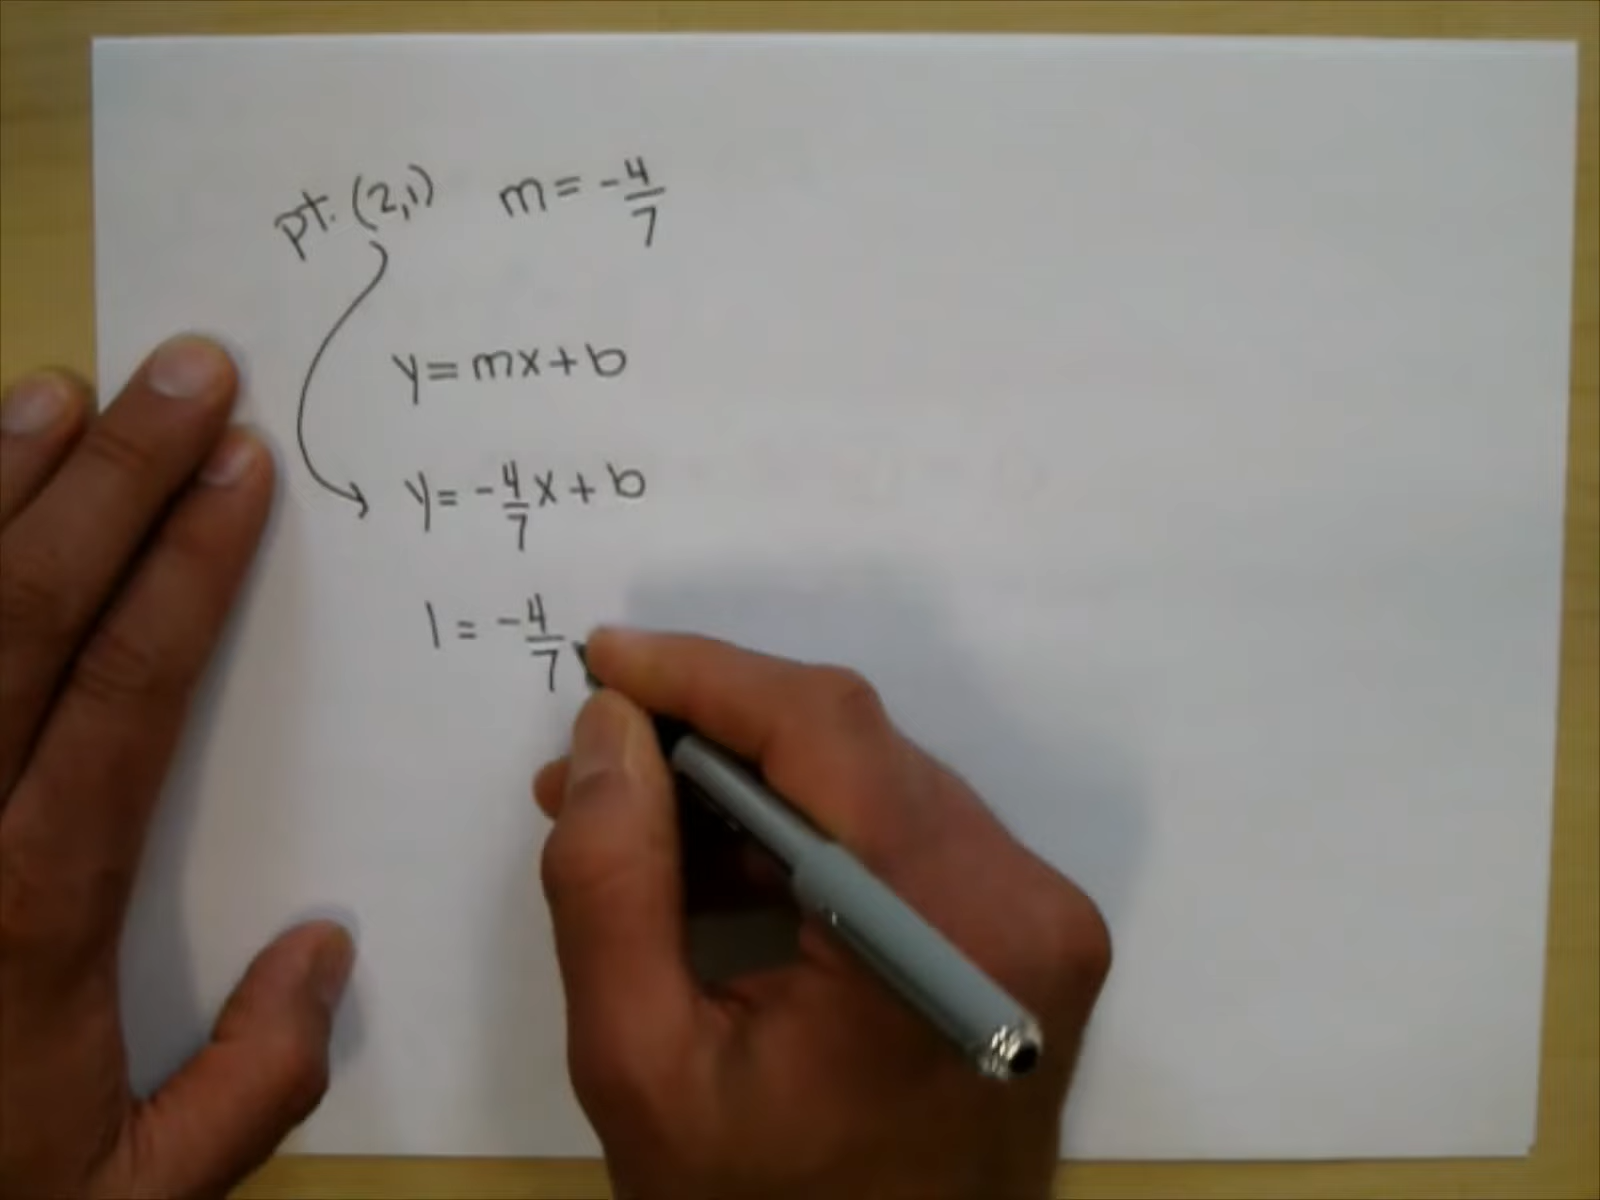 pt. (2,1) m = -4/7
y = mx + b
y = -4/7 x + b
1 = -4/7